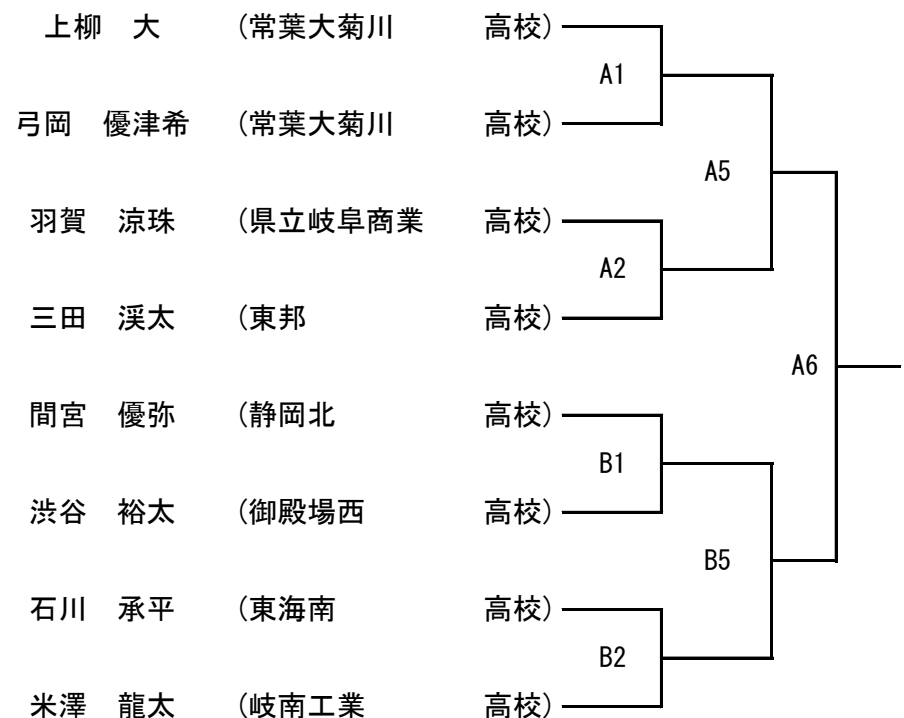 上柳　大　（常葉大菊川　高校）
A1
弓岡　優津希　（常葉大菊川　高校）
A5
羽賀　涼珠　（県立岐阜商業　高校）
A2
三田　渓太　（東邦　高校）
A6
間宮　優弥　（静岡北　高校）
B1
渋谷　裕太　（御殿場西　高校）
B5
石川　承平　（東海南　高校）
B2
米澤　龍太　（岐南工業　高校）